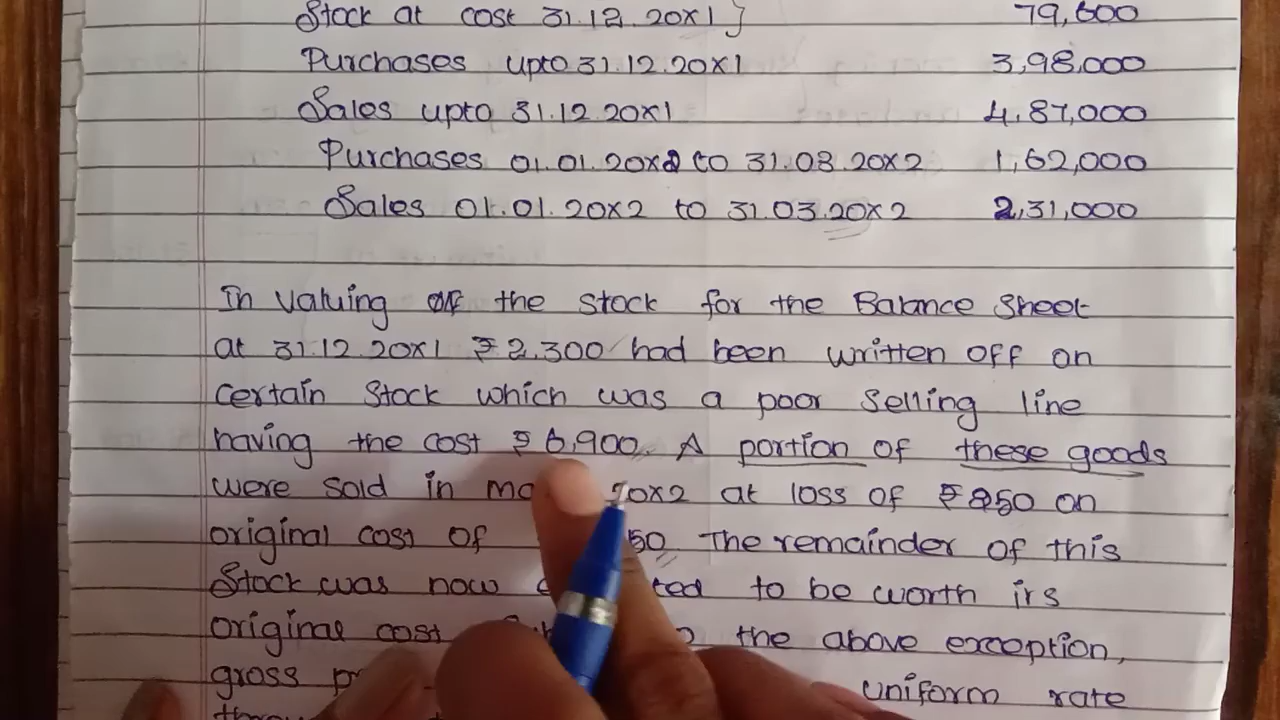 Stock at cost 31.12.20X1} 79,600
Purchases upto 31.12.20X1 3,98,000
Sales upto 31.12.20X1 4,87,000
Purchases 01.01.20X2 to 31.03.20X2 1,62,000
Sales 01.01.20X2 to 31.03.20X2 2,31,000
In valuing of the stock for the Balance sheet
at 31.12.20X1 ₹2,300 had been written off on
Certain Stock which was a poor selling line
having the cost ₹6,900. A portion of these goods
were sold in 20X2 at loss of on
original cost of 50 The remainder of this
Stock was now to be worth its
original cost the above exception,
gross uniform rate